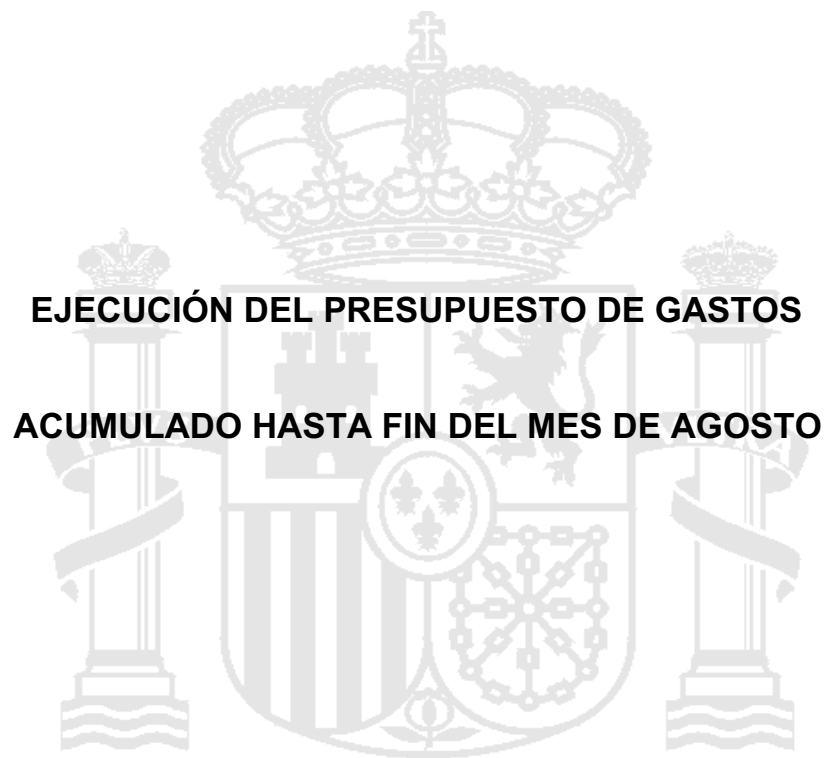 EJECUCIÓN DEL PRESUPUESTO DE GASTOS
ACUMULADO HASTA FIN DEL MES DE AGOSTO